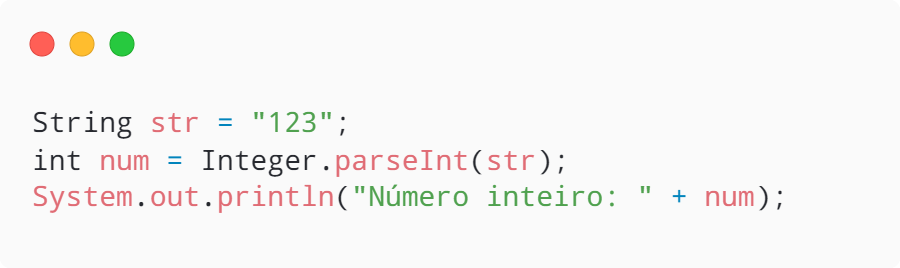 String str = "123";
int num = Integer.parseInt(str);
System.out.println("Número inteiro: " + num);